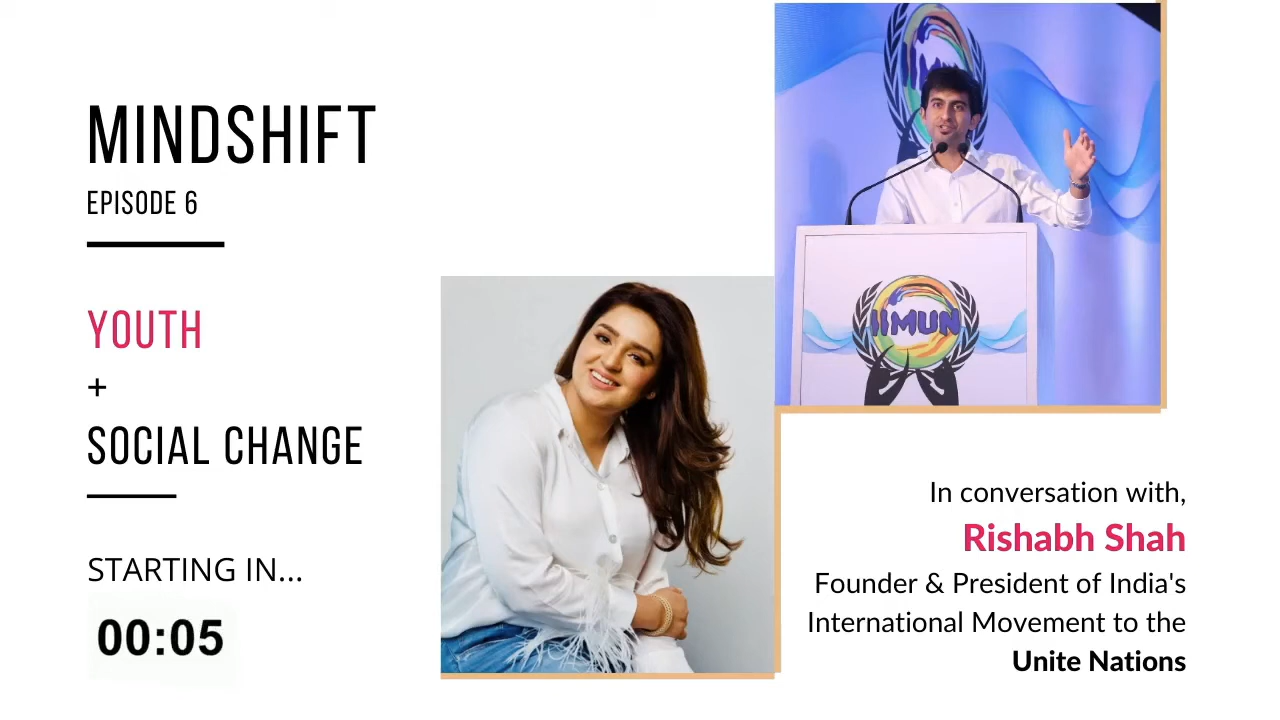 MINDSHIFT
EPISODE 6
YOUTH
+
SOCIAL CHANGE
STARTING IN...
00:05
IIMUN
In conversation with,
Rishabh Shah
Founder & President of India's
International Movement to the
Unite Nations